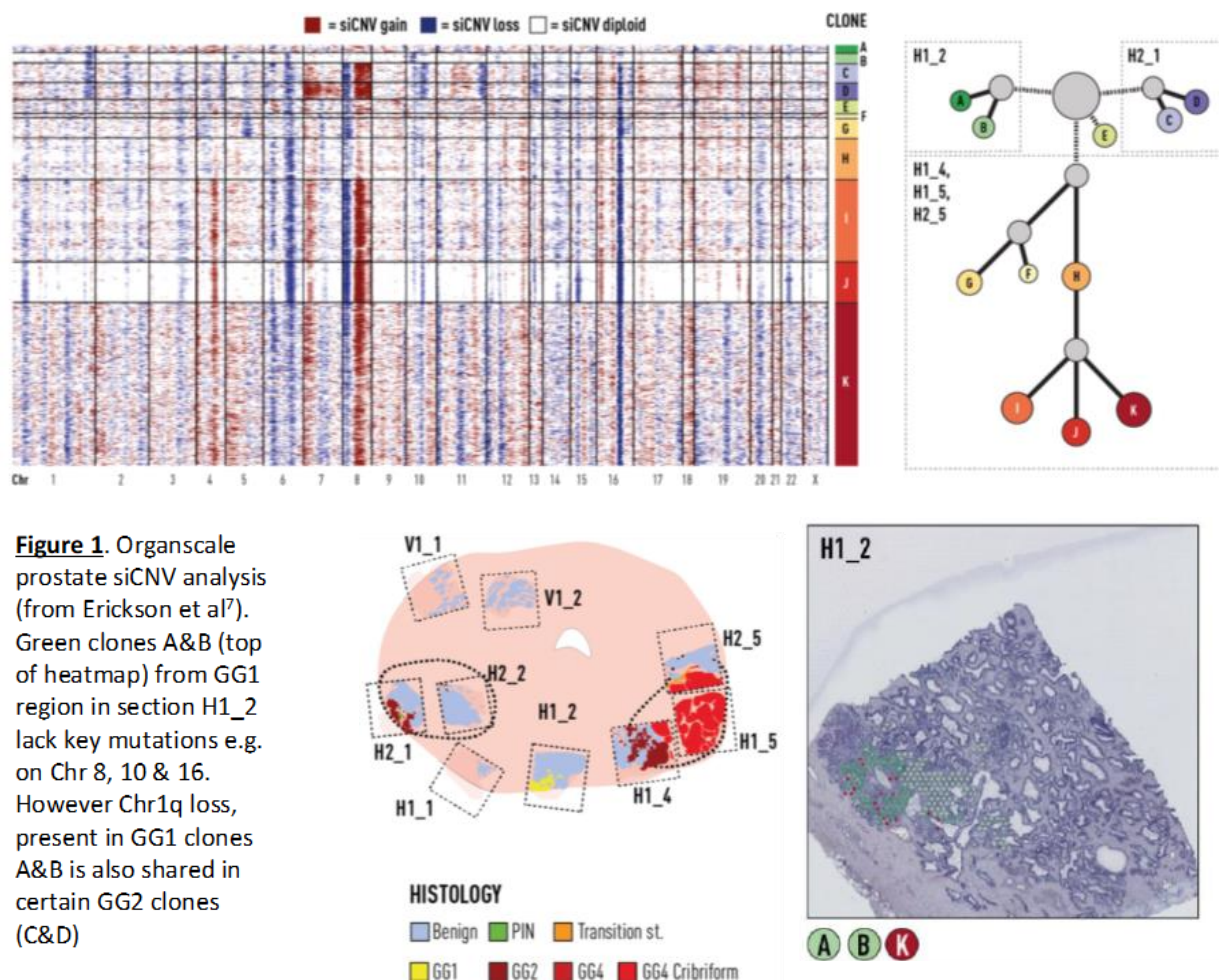 = siCNV gain = siCNV loss = siCNV diploid
CLONE
A
B
C
D
E
F
G
H
I
J
K
Chr 1 2 3 4 5 6 7 8 9 10 11 12 13 14 15 16 17 18 19 20 21 22 X
H1_2
H2_1
A
B
C
D
E
H1_4,
H1_5,
H2_5
G
F
H
I
J
K
Figure 1. Organscale
prostate siCNV analysis
(from Erickson et al⁷).
Green clones A&B (top
of heatmap) from GG1
region in section H1_2
lack key mutations e.g.
on Chr 8, 10 & 16.
However Chr1q loss,
present in GG1 clones
A&B is also shared in
certain GG2 clones
(C&D)
V1_1
V1_2
H2_5
H2_2
H1_2
H2_1
H1_5
H1_1
H1_4
HISTOLOGY
Benign PIN Transition st.
GG1 GG2 GG4 GG4 Cribriform
H1_2
A B K